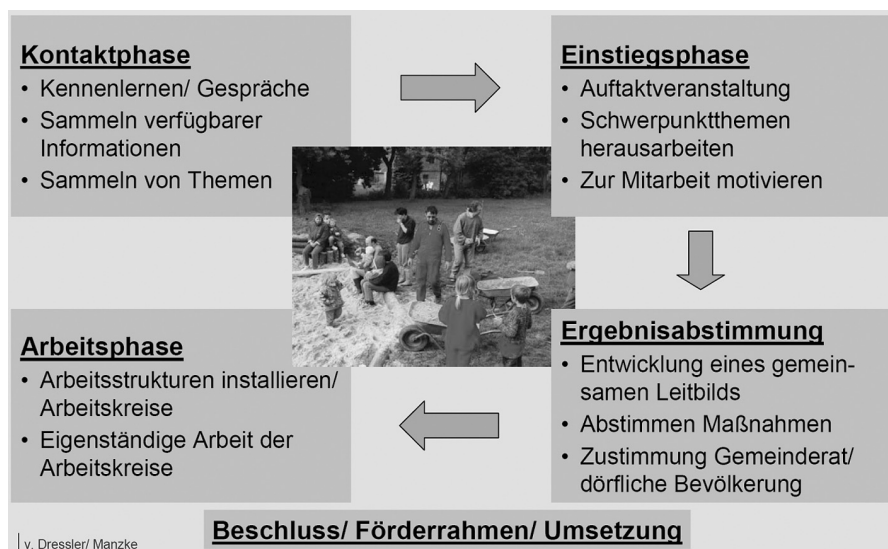 Kontaktphase
• Kennenlernen/ Gespräche
• Sammeln verfügbarer
Informationen
• Sammeln von Themen
Einstiegsphase
• Auftaktveranstaltung
• Schwerpunktthemen
herausarbeiten
• Zur Mitarbeit motivieren
Ergebnisabstimmung
• Entwicklung eines gemein-
samen Leitbilds
• Abstimmen Maßnahmen
• Zustimmung Gemeinderat/
dörfliche Bevölkerung
Arbeitsphase
• Arbeitsstrukturen installieren/
Arbeitskreise
• Eigenständige Arbeit der
Arbeitskreise
Beschluss/ Förderrahmen/ Umsetzung
v. Dressler/ Manzke